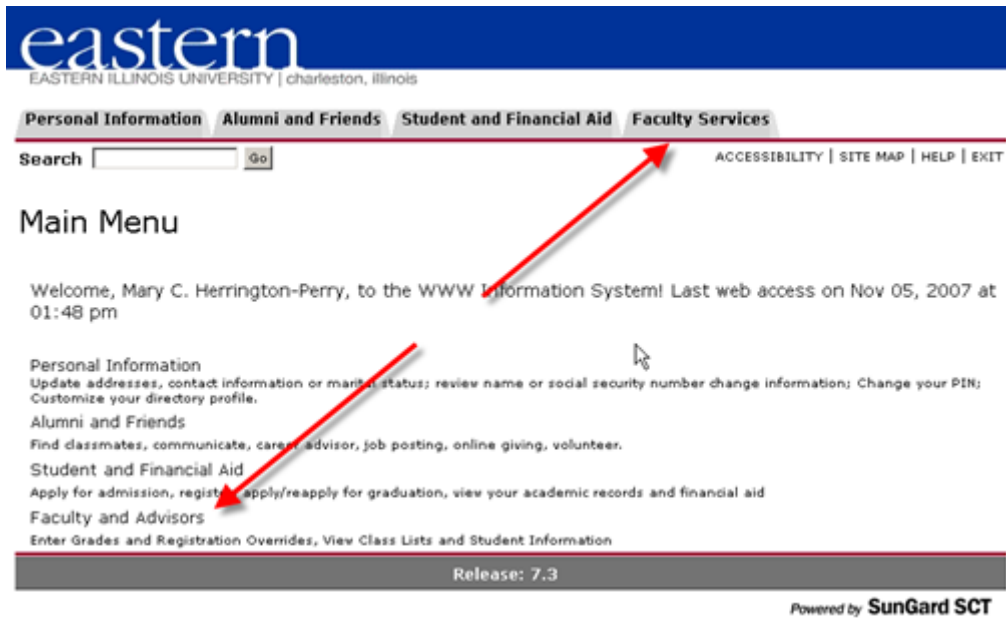 eastern
EASTERN ILLINOIS UNIVERSITY | charleston, illinois
Personal Information Alumni and Friends Student and Financial Aid Faculty Services
Search Go ACCESSIBILITY | SITE MAP | HELP | EXIT
Main Menu
Welcome, Mary C. Herrington-Perry, to the WWW Information System! Last web access on Nov 05, 2007 at
01:48 pm
Personal Information
Update addresses, contact information or marital status; review name or social security number change information; Change your PIN;
Customize your directory profile.
Alumni and Friends
Find classmates, communicate, career advisor, job posting, online giving, volunteer.
Student and Financial Aid
Apply for admission, register, apply/reapply for graduation, view your academic records and financial aid
Faculty and Advisors
Enter Grades and Registration Overrides, View Class Lists and Student Information
Release: 7.3
Powered by SunGard SCT